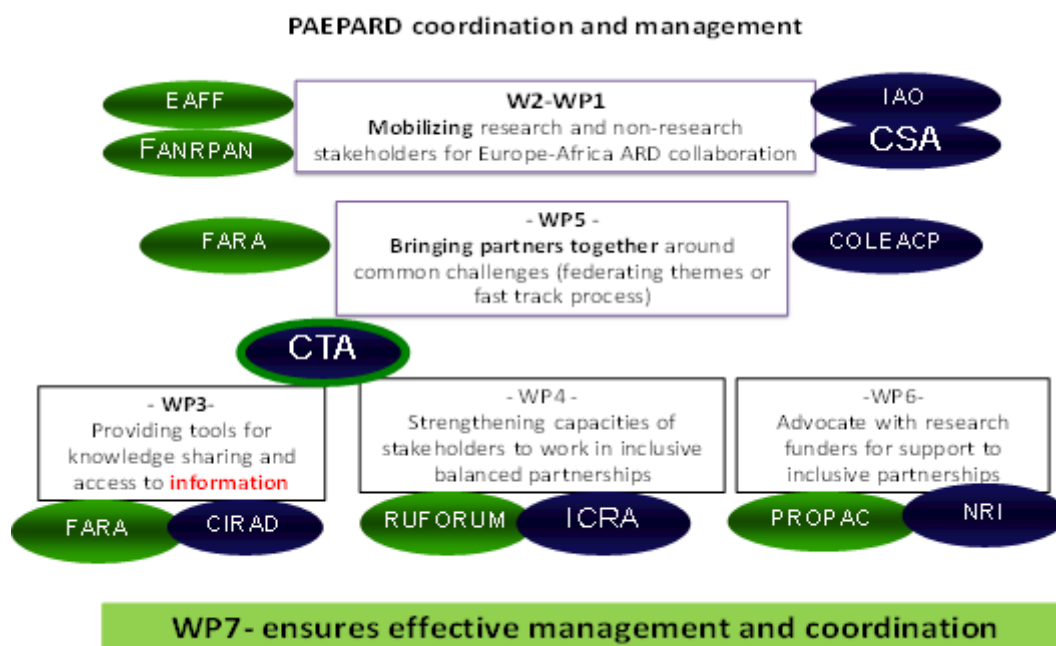 PAEPARD coordination and management
EAFF
FANRPAN
W2-WP1
Mobilizing research and non-research
stakeholders for Europe-Africa ARD collaboration
IAO
CSA
FARA
- WP5 -
Bringing partners together around
common challenges (federating themes or
fast track process)
COLEACP
CTA
- WP3-
Providing tools for
knowledge sharing and
access to information
FARA
CIRAD
- WP4 -
Strengthening capacities of
stakeholders to work in inclusive
balanced partnerships
RUFORUM
ICRA
-WP6-
Advocate with research
funders for support to
inclusive partnerships
PROPAC
NRI
WP7- ensures effective management and coordination